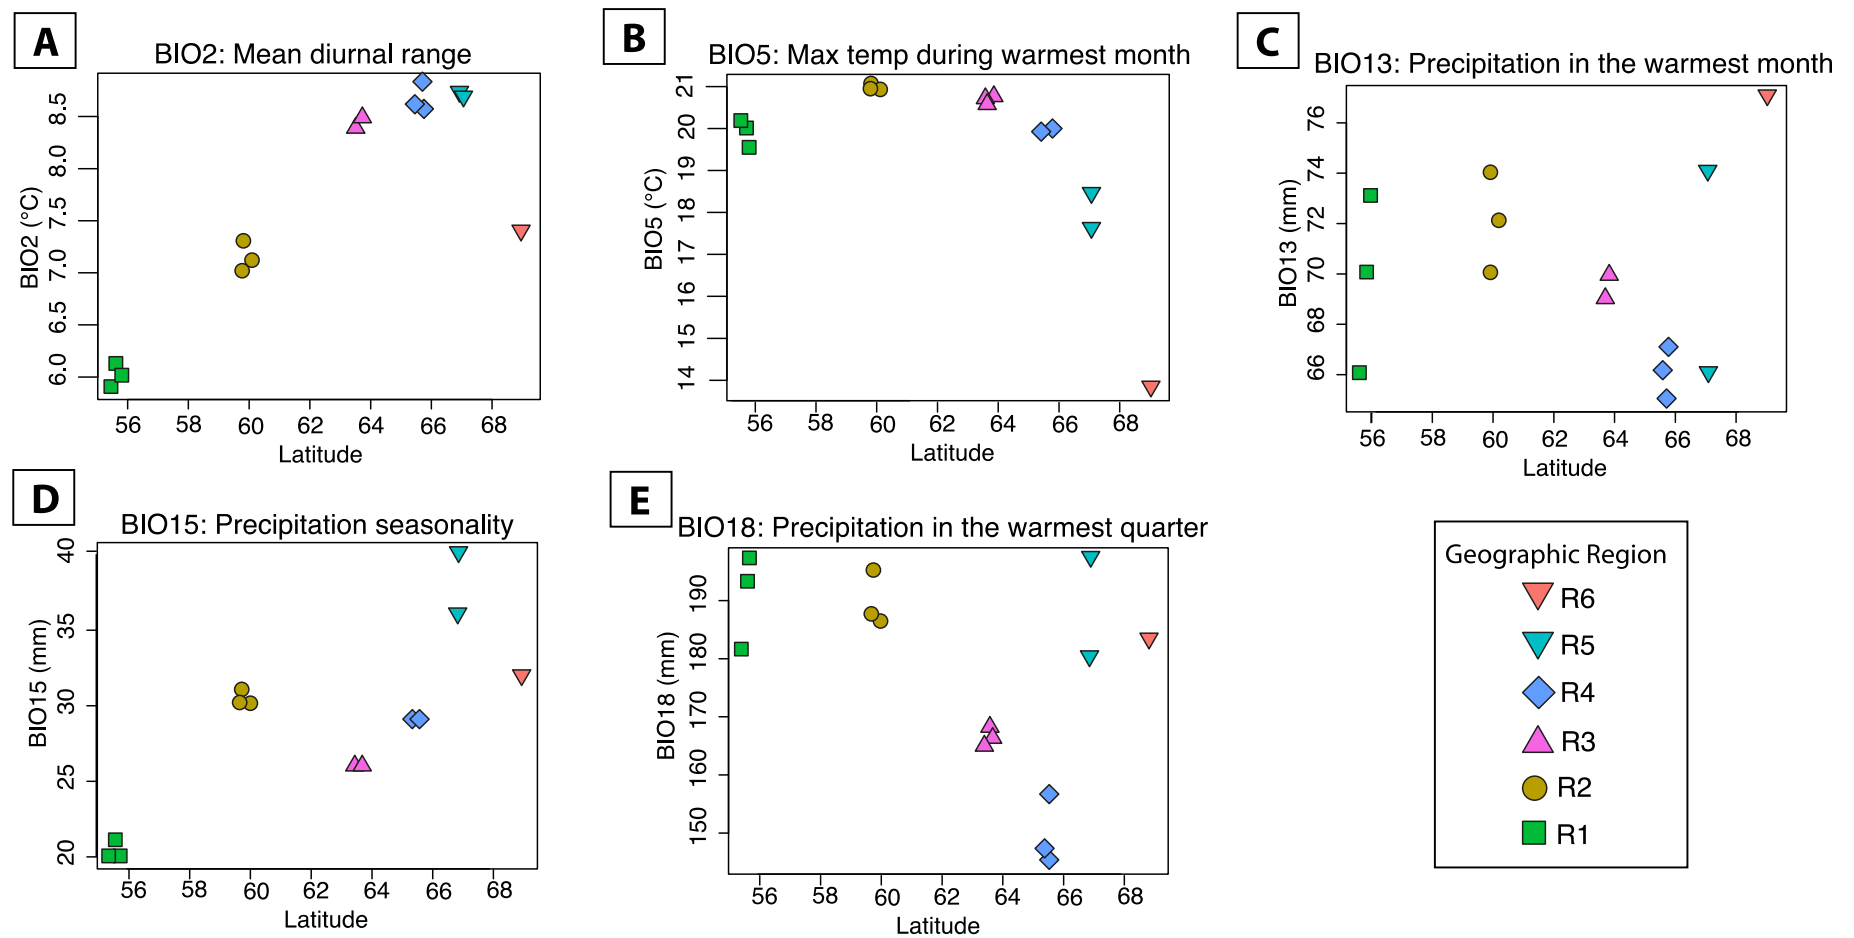 A
BIO2: Mean diurnal range
BIO2 (°C)
8.5
8.0
7.5
7.0
6.5
6.0
56 58 60 62 64 66 68
Latitude
B
BIO5: Max temp during warmest month
BIO5 (°C)
21
20
19
18
17
16
15
14
56 58 60 62 64 66 68
Latitude
C
BIO13: Precipitation in the warmest month
BIO13 (mm)
76
74
72
70
68
66
56 58 60 62 64 66 68
Latitude
D
BIO15: Precipitation seasonality
BIO15 (mm)
40
35
30
25
20
56 58 60 62 64 66 68
Latitude
E
BIO18: Precipitation in the warmest quarter
BIO18 (mm)
190
180
170
160
150
56 58 60 62 64 66 68
Latitude
Geographic Region
R6
R5
R4
R3
R2
R1